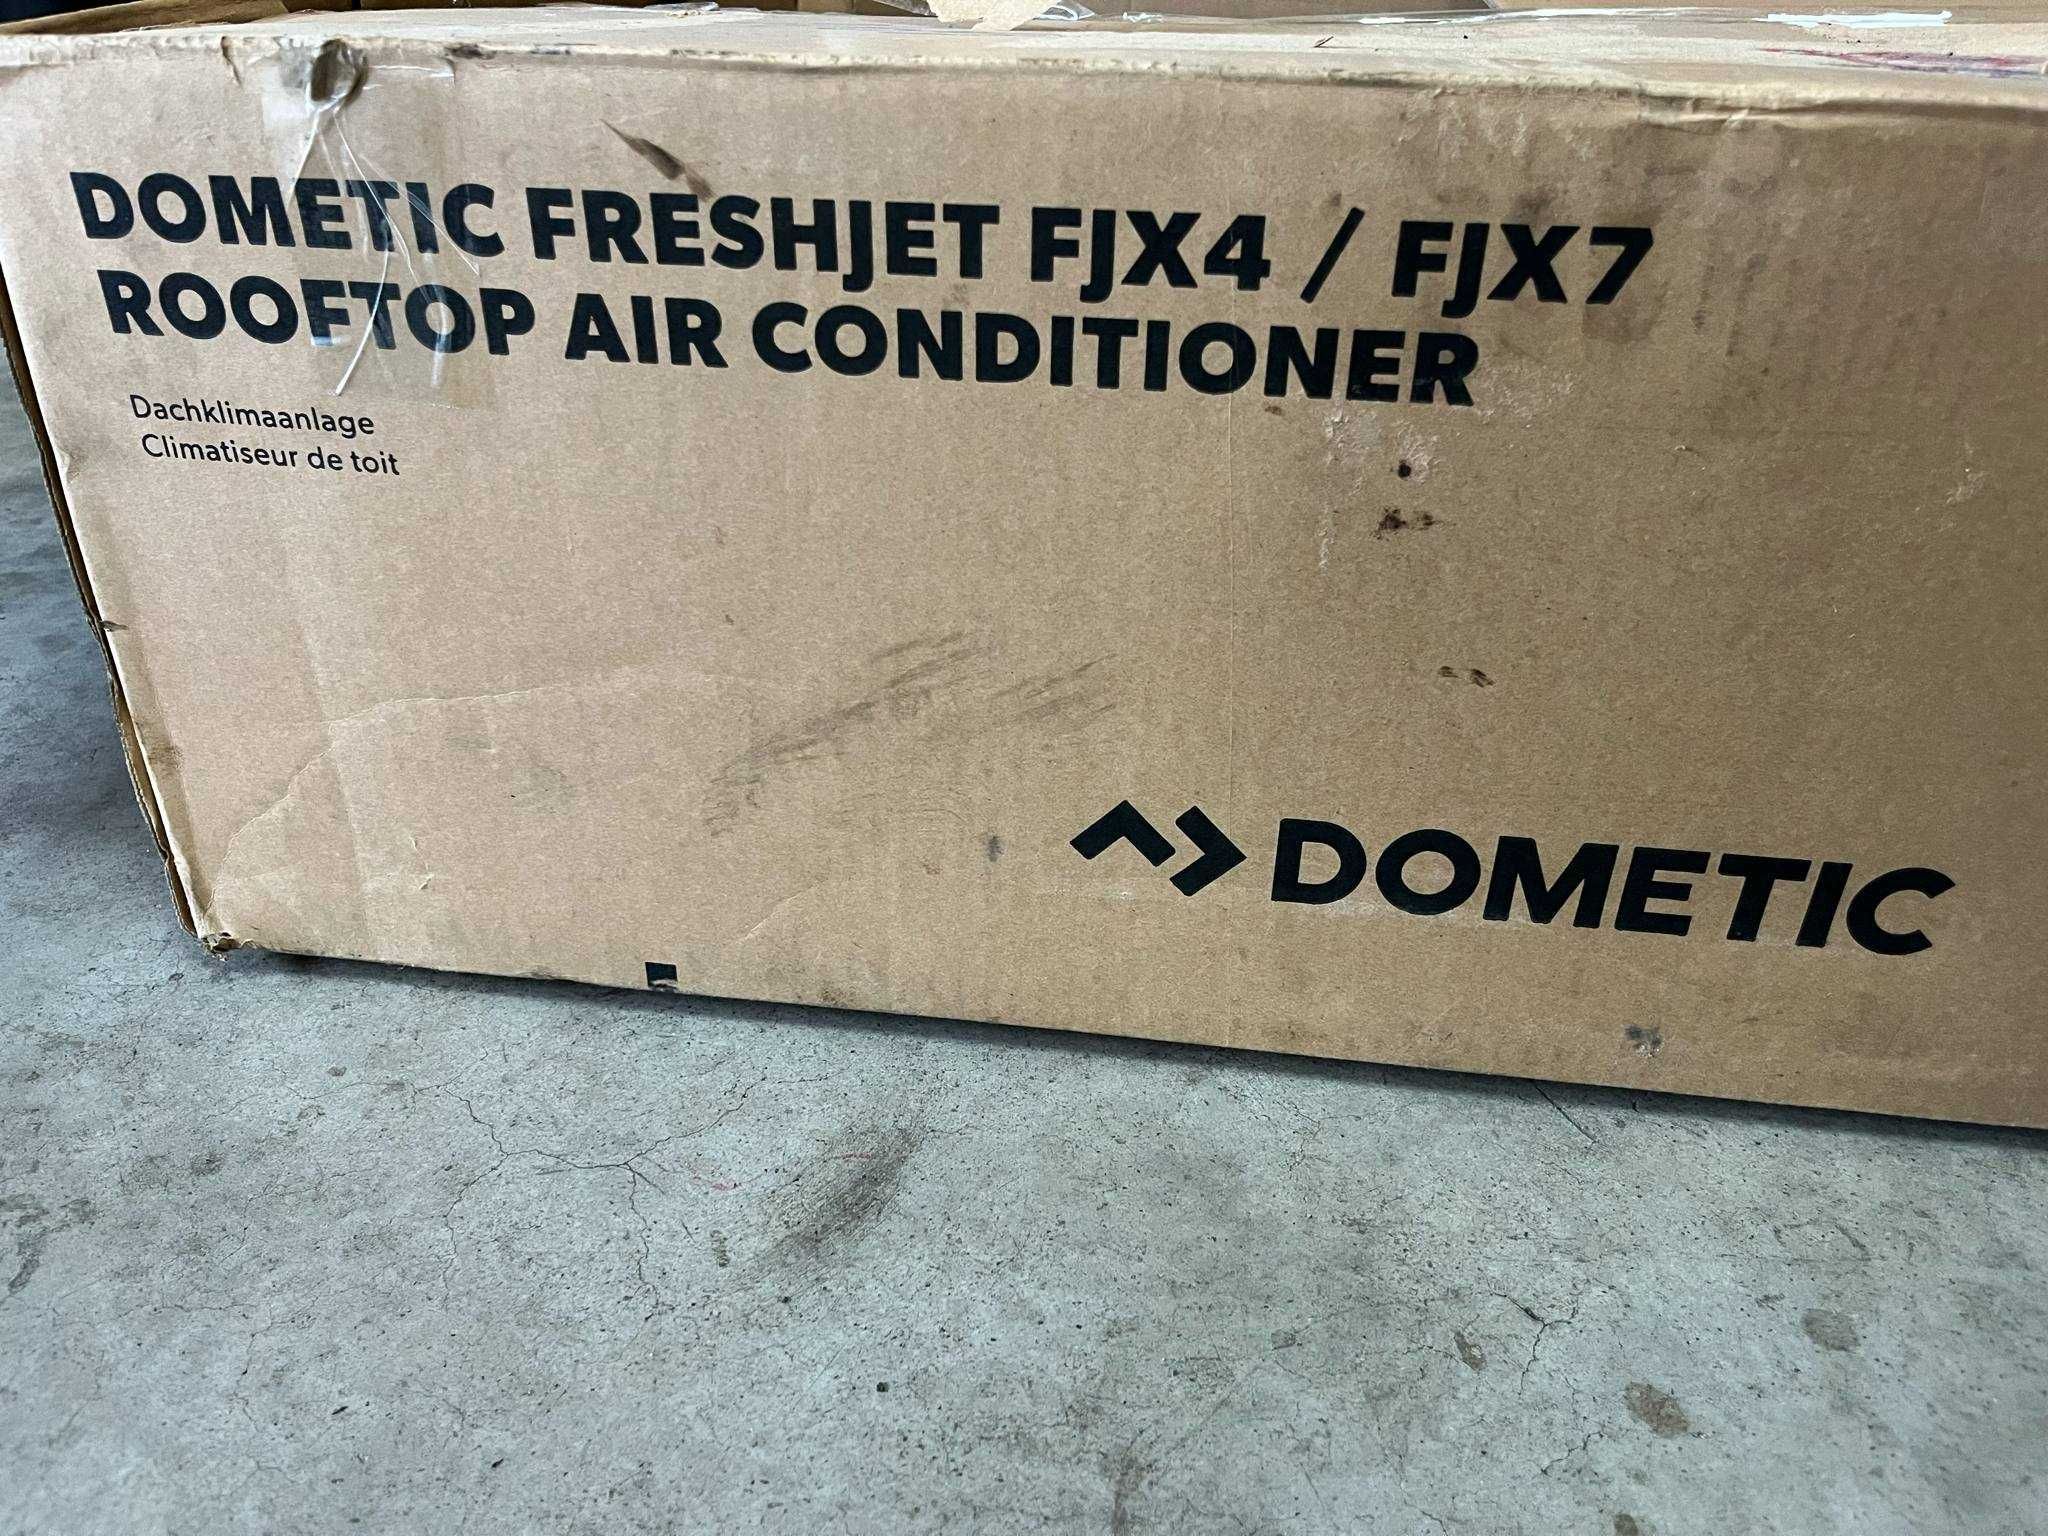 DOMETIC FRESHJET FJX4 / FJX7
ROOFTOP AIR CONDITIONER
Dachklimaanlage
Climatiseur de toit
DOMETIC